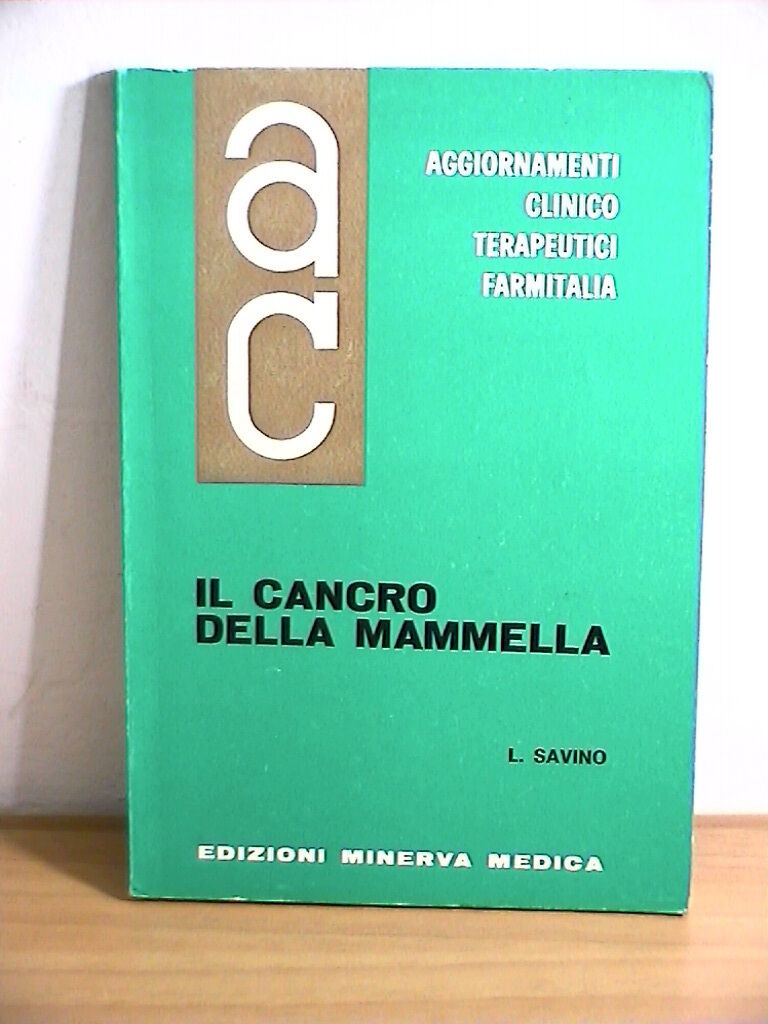 ac
AGGIORNAMENTI
CLINICO
TERAPEUTICI
FARMITALIA
IL CANCRO
DELLA MAMMELLA
L. SAVINO
EDIZIONI MINERVA MEDICA